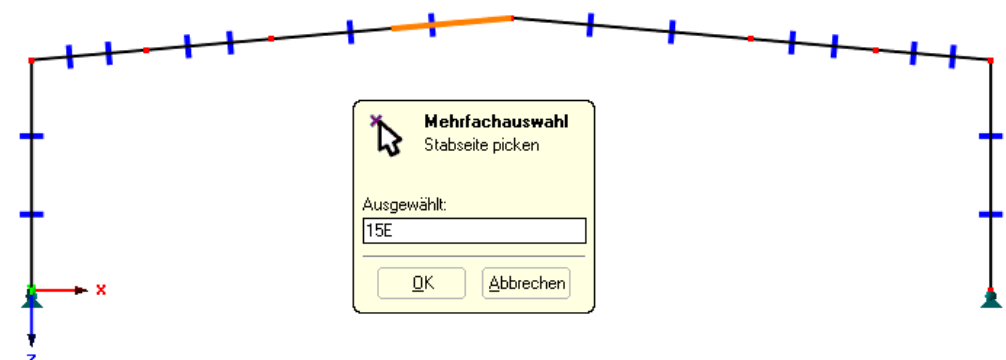 Mehrfachauswahl
Stabseite picken
Ausgewählt:
15E
OK
Abbrechen
x
z